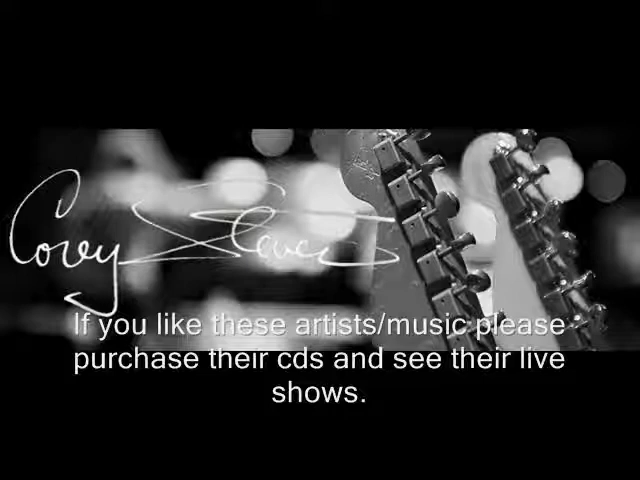 Corey Stevens
If you like these artists/music please
purchase their cds and see their live
shows.